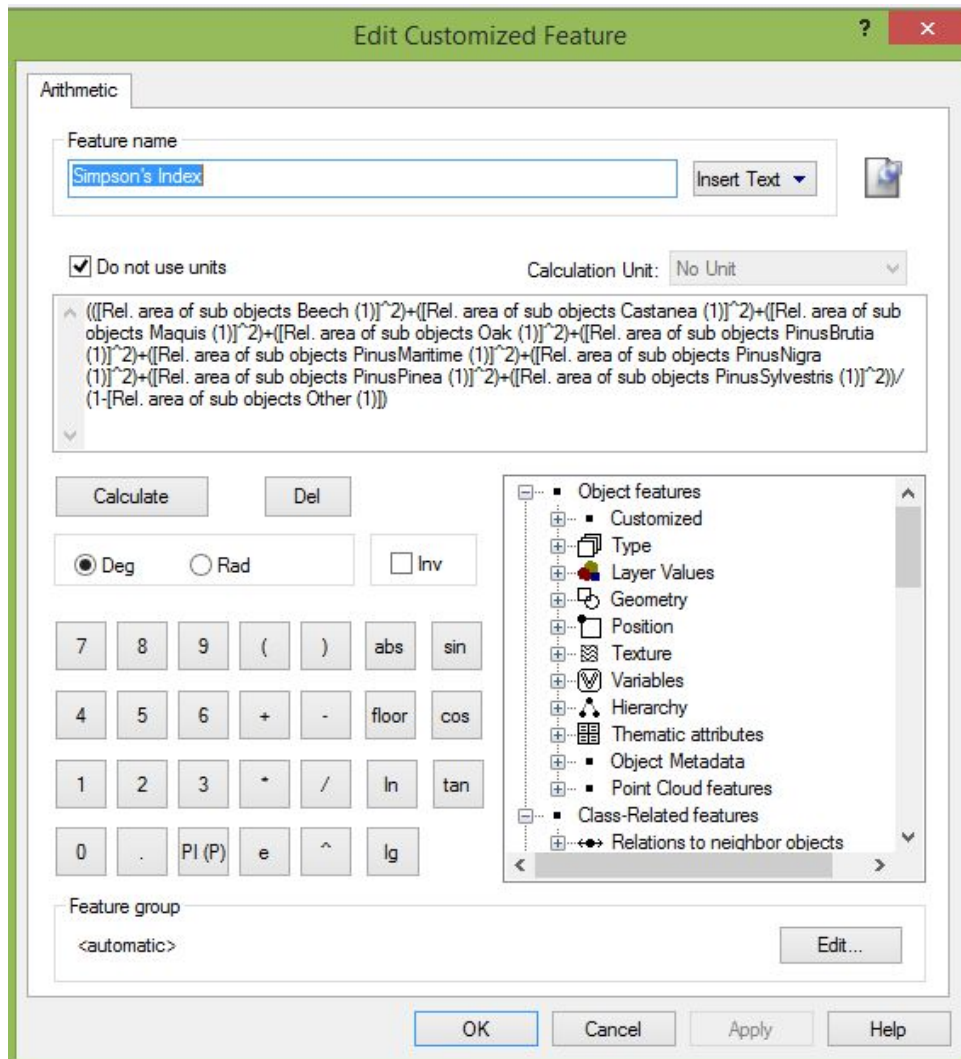 Edit Customized Feature
?
×
Arithmetic
Feature name
Simpson's Index
Insert Text
Do not use units
Calculation Unit:
No Unit
(([Rel. area of sub objects Beech (1)]^2)+([Rel. area of sub objects Castanea (1)]^2)+([Rel. area of sub
objects Maquis (1)]^2)+([Rel. area of sub objects Oak (1)]^2)+([Rel. area of sub objects PinusBrutia
(1)]^2)+([Rel. area of sub objects PinusMaritime (1)]^2)+([Rel. area of sub objects PinusNigra
(1)]^2)+([Rel. area of sub objects PinusPinea (1)]^2)+([Rel. area of sub objects PinusSylvestris (1)]^2))/
(1-[Rel. area of sub objects Other (1)])
Calculate
Del
Deg
Rad
Inv
7 8 9 ( ) abs sin
4 5 6 + - floor cos
1 2 3 * / ln tan
0 . PI (P) e ^ lg
Object features
Customized
Type
Layer Values
Geometry
Position
Texture
Variables
Hierarchy
Thematic attributes
Object Metadata
Point Cloud features
Class-Related features
Relations to neighbor objects
Feature group
<automatic>
Edit...
OK
Cancel
Apply
Help